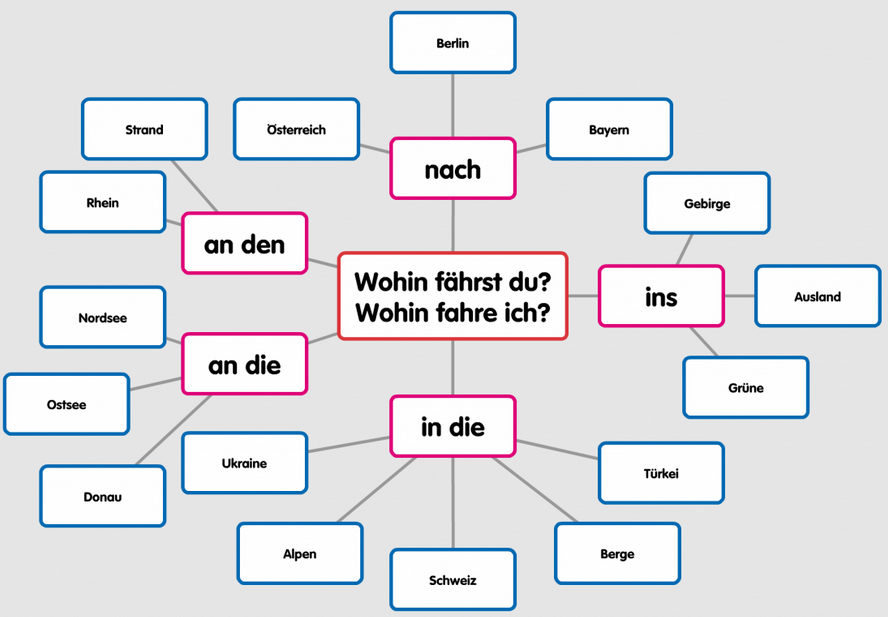 Berlin
Strand
Österreich
Bayern
nach
Rhein
Gebirge
an den
Wohin fährst du?
Wohin fahre ich?
ins
Ausland
Nordsee
an die
Grüne
Ostsee
in die
Ukraine
Türkei
Donau
Alpen
Schweiz
Berge